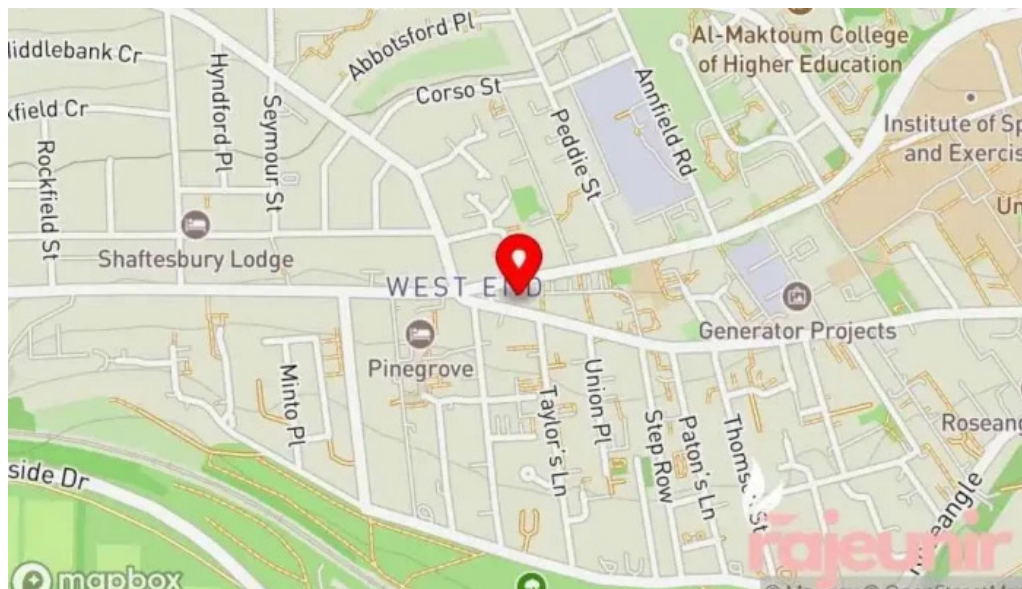 Abbotsford Pl
Al-Maktoum College
of Higher Education
Middlebank Cr
Hyndford Pl
Corso St
Annfield Rd
Seymour St
Peddie St
Institute of Sp
and Exercis
kfield Cr
Rockfield St
Un
Shaftesbury Lodge
WEST END
Generator Projects
Pinegrove
Minto Pl
Taylor's Ln
Union Pl
Step Row
Paton's Ln
Roseang
side Dr
rajeunir
mapbox